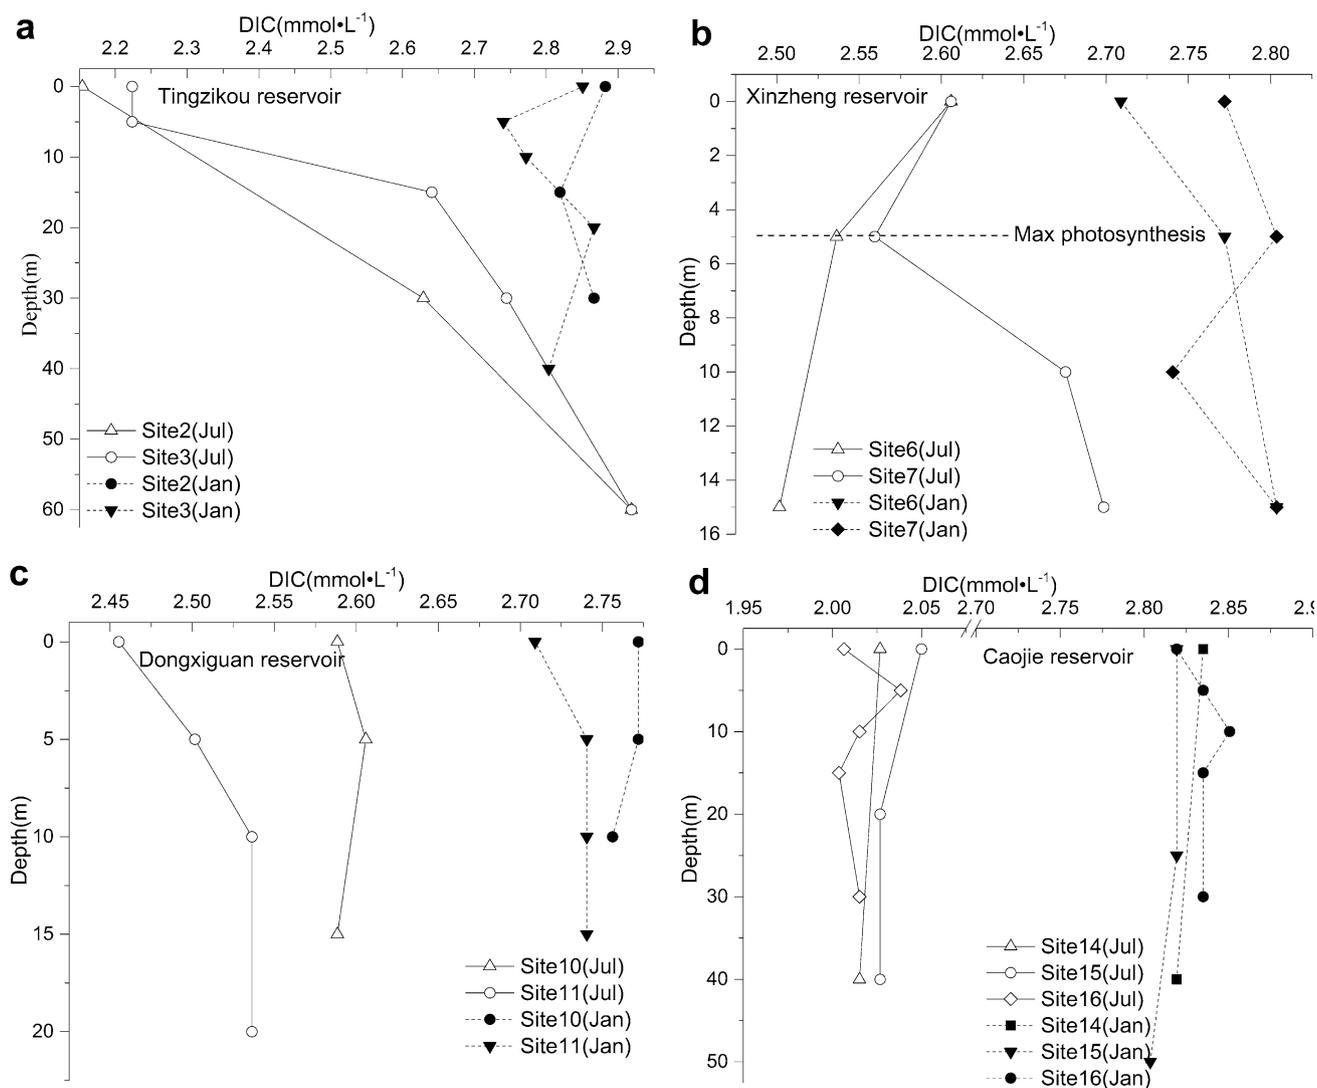 a
DIC(mmol•L⁻¹)
2.2 2.3 2.4 2.5 2.6 2.7 2.8 2.9
0
10
20
30
40
50
60
Depth(m)
Tingzikou reservoir
Site2(Jul)
Site3(Jul)
Site2(Jan)
Site3(Jan)
b
DIC(mmol•L⁻¹)
2.50 2.55 2.60 2.65 2.70 2.75 2.80
0
2
4
6
8
10
12
14
16
Depth(m)
Xinzheng reservoir
Max photosynthesis
Site6(Jul)
Site7(Jul)
Site6(Jan)
Site7(Jan)
c
DIC(mmol•L⁻¹)
2.45 2.50 2.55 2.60 2.65 2.70 2.75
0
5
10
15
20
Depth(m)
Dongxiguan reservoir
Site10(Jul)
Site11(Jul)
Site10(Jan)
Site11(Jan)
d
DIC(mmol•L⁻¹)
1.95 2.00 2.05 2.70 2.75 2.80 2.85 2.9
0
10
20
30
40
50
Depth(m)
Caojie reservoir
Site14(Jul)
Site15(Jul)
Site16(Jul)
Site14(Jan)
Site15(Jan)
Site16(Jan)